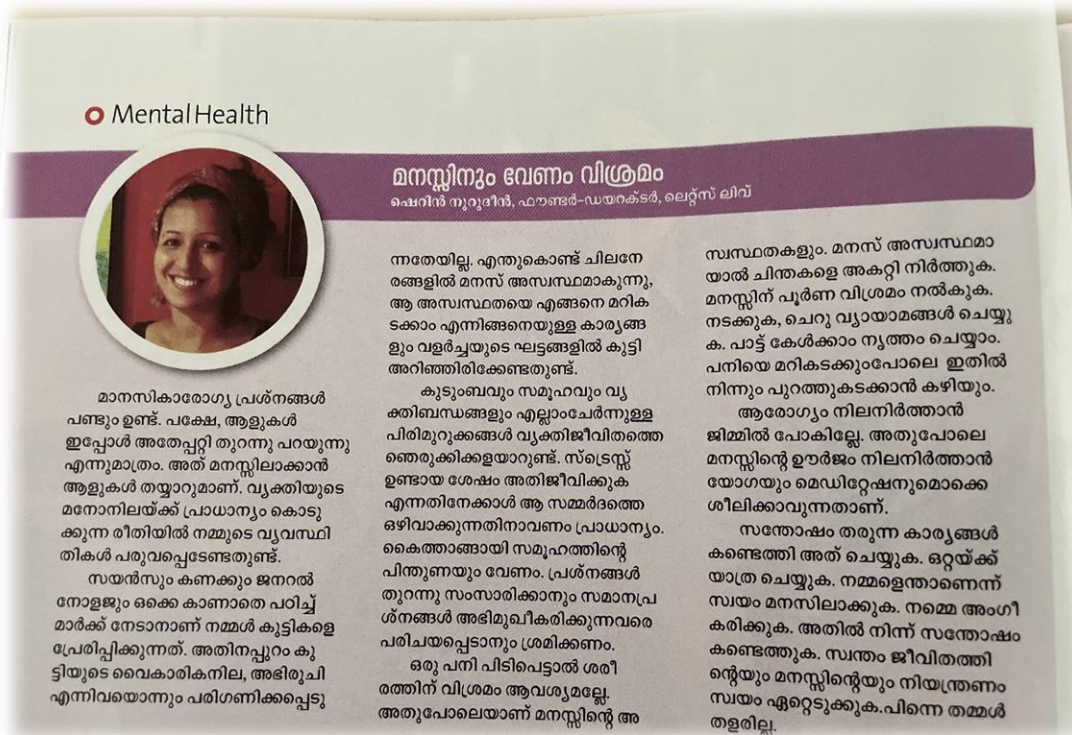 Mental Health
മനസ്സിനും വേണം വിശ്രമം
ഷെറിൻ നൂറുദീൻ, ഫൗണ്ടർ-ഡയറക്ടർ, ലെറ്റ്സ് ലിവ്
മാനസികാരോഗ്യ പ്രശ്നങ്ങൾ
പണ്ടും ഉണ്ട്. പക്ഷേ, ആളുകൾ
ഇപ്പോൾ അതേപ്പറ്റി തുറന്നു പറയുന്നു
എന്നുമാത്രം. അത് മനസ്സിലാക്കാൻ
ആളുകൾ തയ്യാറുമാണ്. വ്യക്തിയുടെ
മനോനിലയ്ക്ക് പ്രാധാന്യം കൊടു
ക്കുന്ന രീതിയിൽ നമ്മുടെ വ്യവസ്ഥി
തികൾ പരുവപ്പെടേണ്ടതുണ്ട്.
സയൻസും കണക്കും ജനറൽ
നോളജും ഒക്കെ കാണാതെ പഠിച്ച്
മാർക്ക് നേടാനാണ് നമ്മൾ കുട്ടികളെ
പ്രേരിപ്പിക്കുന്നത്. അതിനപ്പുറം കു
ട്ടിയുടെ വൈകാരികനില, അഭിരുചി
എന്നിവയൊന്നും പരിഗണിക്കപ്പെടു
ന്നതേയില്ല. എന്തുകൊണ്ട് ചിലനേ
രങ്ങളിൽ മനസ് അസ്വസ്ഥമാകുന്നു,
ആ അസ്വസ്ഥതയെ എങ്ങനെ മറിക
ടക്കാം എന്നിങ്ങനെയുള്ള കാര്യങ്ങ
ളും വളർച്ചയുടെ ഘട്ടങ്ങളിൽ കുട്ടി
അറിഞ്ഞിരിക്കേണ്ടതുണ്ട്.
കുടുംബവും സമൂഹവും വ്യ
ക്തിബന്ധങ്ങളും എല്ലാംചേർന്നുള്ള
പിരിമുറുക്കങ്ങൾ വ്യക്തിജീവിതത്തെ
ഞെരുക്കിക്കളയാറുണ്ട്. സ്ട്രെസ്സ്
ഉണ്ടായ ശേഷം അതിജീവിക്കുക
എന്നതിനേക്കാൾ ആ സമ്മർദത്തെ
ഒഴിവാക്കുന്നതിനാവണം പ്രാധാന്യം.
കൈത്താങ്ങായി സമൂഹത്തിന്റെ
പിന്തുണയും വേണം. പ്രശ്നങ്ങൾ
തുറന്നു സംസാരിക്കാനും സമാനപ്ര
ശ്നങ്ങൾ അഭിമുഖീകരിക്കുന്നവരെ
പരിചയപ്പെടാനും ശ്രമിക്കണം.
ഒരു പനി പിടിപെട്ടാൽ ശരീ
രത്തിന് വിശ്രമം ആവശ്യമല്ലേ.
അതുപോലെയാണ് മനസ്സിന്റെ അ
സ്വസ്ഥതകളും. മനസ് അസ്വസ്ഥമാ
യാൽ ചിന്തകളെ അകറ്റി നിർത്തുക.
മനസ്സിന് പൂർണ വിശ്രമം നൽകുക.
നടക്കുക, ചെറു വ്യായാമങ്ങൾ ചെയ്യു
ക. പാട്ട് കേൾക്കാം നൃത്തം ചെയ്യാം.
പനിയെ മറികടക്കുംപോലെ ഇതിൽ
നിന്നും പുറത്തുകടക്കാൻ കഴിയും.
ആരോഗ്യം നിലനിർത്താൻ
ജിമ്മിൽ പോകില്ലേ. അതുപോലെ
മനസ്സിന്റെ ഊർജം നിലനിർത്താൻ
യോഗയും മെഡിറ്റേഷനുമൊക്കെ
ശീലിക്കാവുന്നതാണ്.
സന്തോഷം തരുന്ന കാര്യങ്ങൾ
കണ്ടെത്തി അത് ചെയ്യുക. ഒറ്റയ്ക്ക്
യാത്ര ചെയ്യുക. നമ്മളെന്താണെന്ന്
സ്വയം മനസിലാക്കുക. നമ്മെ അംഗീ
കരിക്കുക. അതിൽ നിന്ന് സന്തോഷം
കണ്ടെത്തുക. സ്വന്തം ജീവിതത്തി
ന്റെയും മനസ്സിന്റെയും നിയന്ത്രണം
സ്വയം ഏറ്റെടുക്കുക.പിന്നെ തമ്മൾ
തളരില്ല.